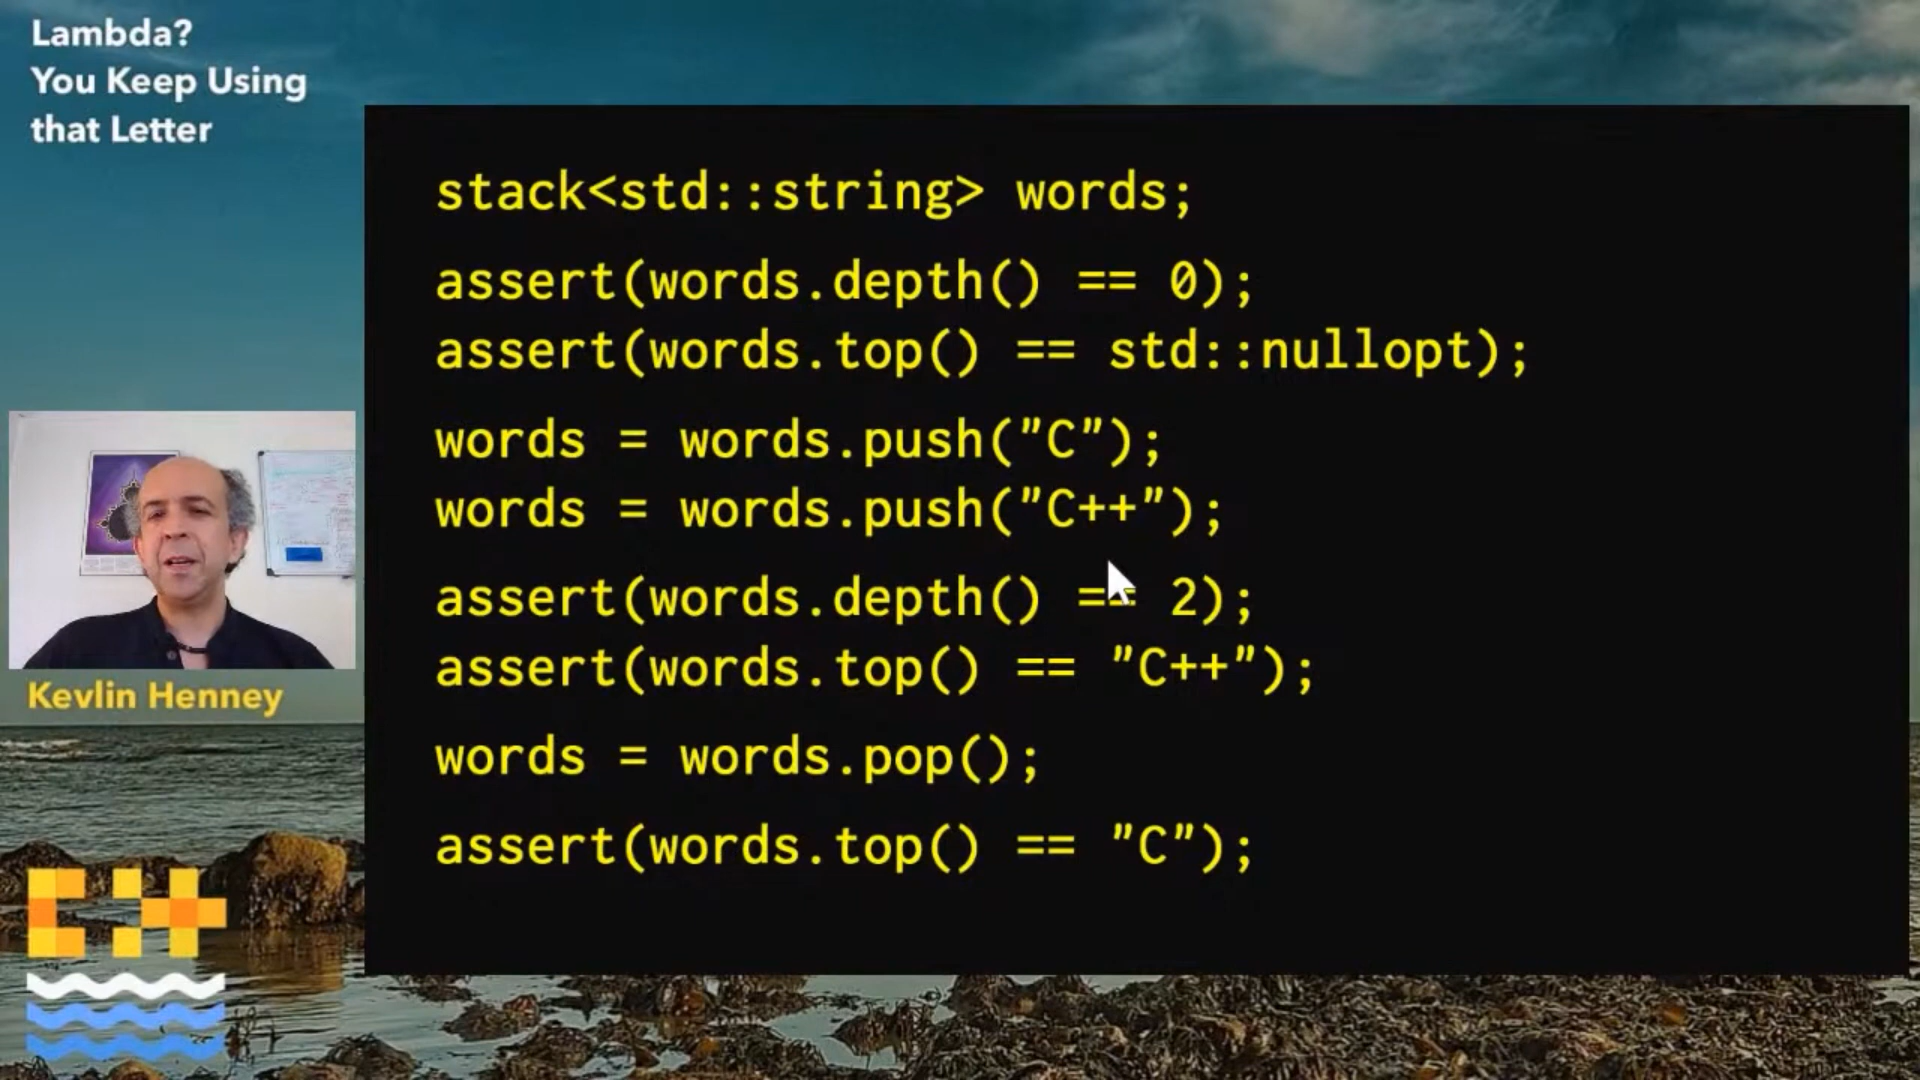 Lambda?
You Keep Using
that Letter
stack<std::string> words;
assert(words.depth() == 0);
assert(words.top() == std::nullopt);
words = words.push("C");
words = words.push("C++");
assert(words.depth() == 2);
assert(words.top() == "C++");
words = words.pop();
assert(words.top() == "C");
Kevlin Henney
C++